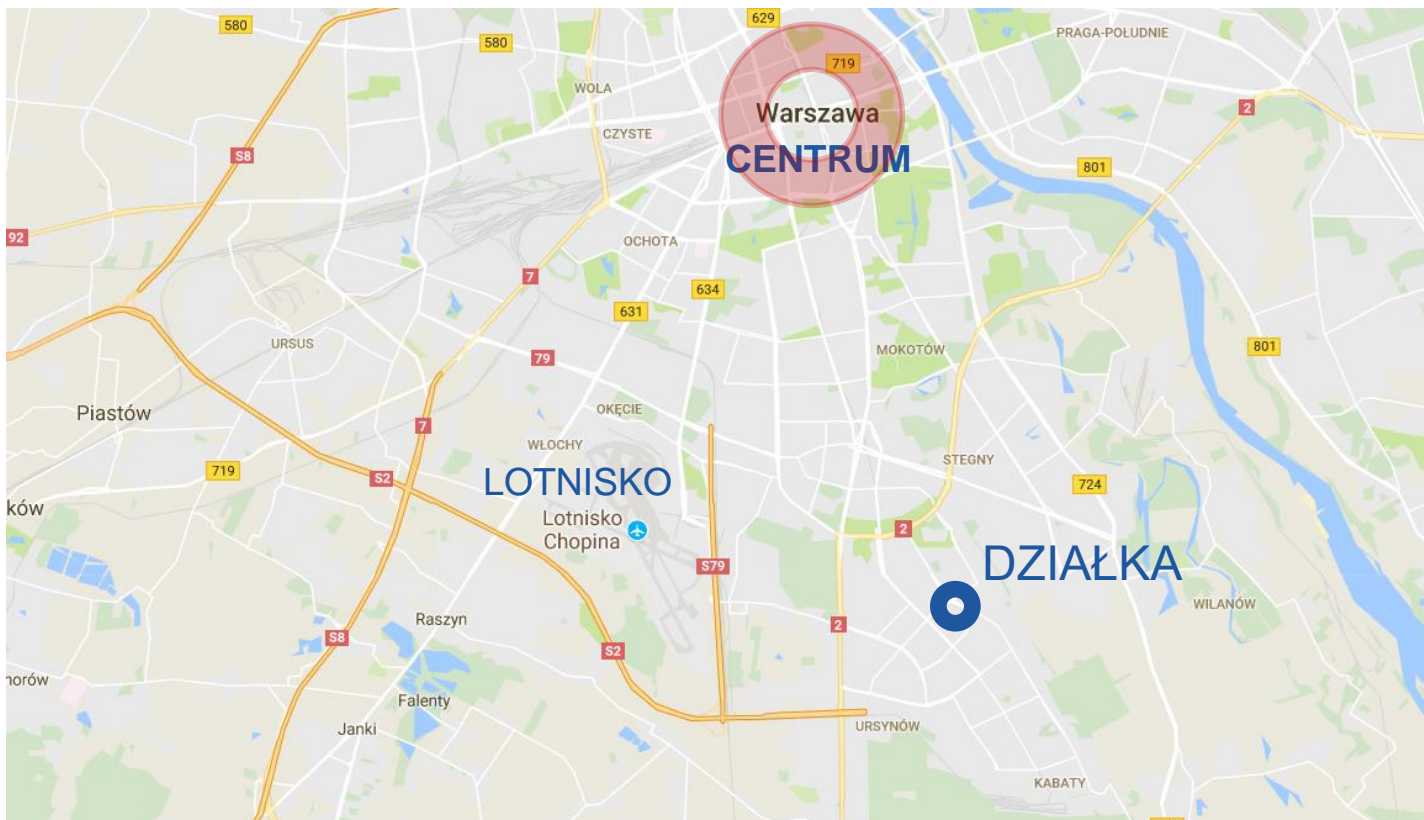 629
580
580
PRAGA-POŁUDNIE
719
WOLA
2
Warszawa
CZYSTE
S8
CENTRUM
801
92
OCHOTA
7
634
631
URSUS
79
MOKOTÓW
801
Piastów
OKĘCIE
7
WŁOCHY
STEGNY
719
S2
LOTNISKO
724
ków
Lotnisko
Chopina
2
DZIAŁKA
S79
WILANÓW
Raszyn
2
S8
S2
norów
Falenty
Janki
URSYNÓW
KABATY